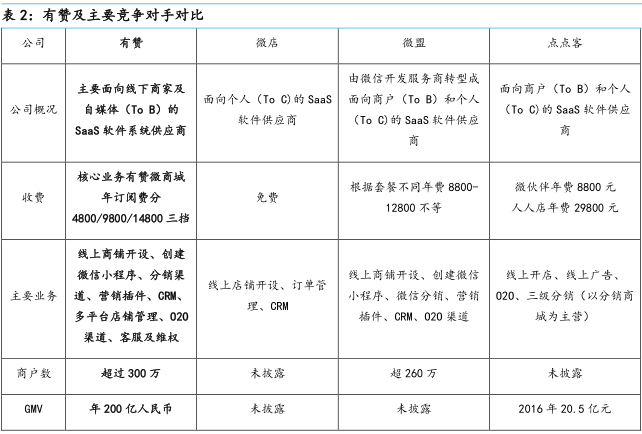 表 2：有赞及主要竞争对手对比
公司
有赞
微店
微盟
点点客
公司概况
主要面向线下商家及
自媒体（To B）的
SaaS 软件系统供应商
面向个人（To C)的 SaaS
软件供应商
由微信开发服务商转型成
面向商户（To B）和个人
（To C)的 SaaS 软件供应
商
面向商户（To B）和个人
（To C)的 SaaS 软件供应
商
收费
核心业务有赞微商城
年订阅费分
4800/9800/14800 三挡
免费
根据套餐不同年费 8800-
12800 不等
微伙伴年费 8800 元
人人店年费 29800 元
主要业务
线上商铺开设、创建
微信小程序、分销渠
道、营销插件、CRM、
多平台店铺管理、O2O
渠道、客服及维权
线上店铺开设、订单管
理、CRM
线上商铺开设、创建微信
小程序、微信分销、营销
插件、CRM、O2O 渠道
线上开店、线上广告、
O2O、三级分销（以分销商
城为主营）
商户数
超过 300 万
未披露
超 260 万
未披露
GMV
年 200 亿人民币
未披露
未披露
2016 年 20.5 亿元